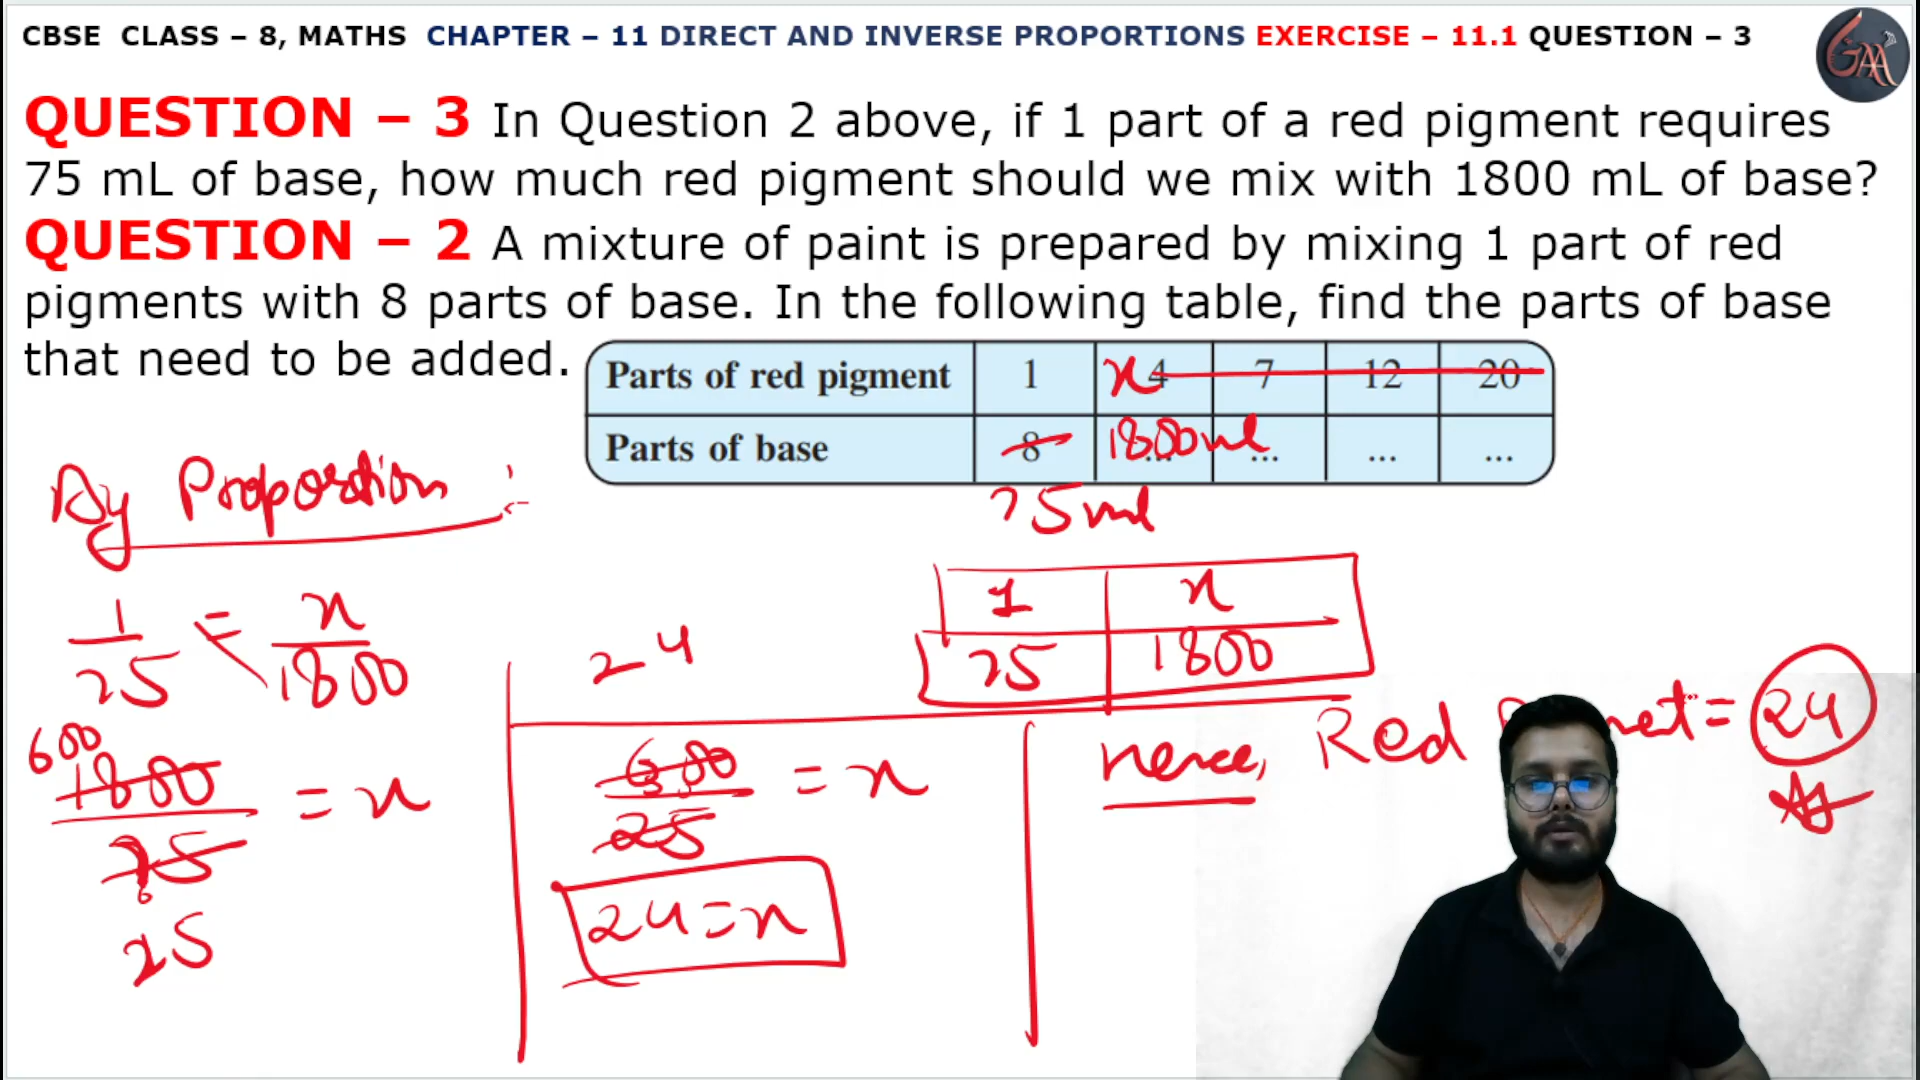 CBSE CLASS – 8, MATHS CHAPTER – 11 DIRECT AND INVERSE PROPORTIONS EXERCISE – 11.1 QUESTION – 3
QUESTION – 3 In Question 2 above, if 1 part of a red pigment requires
75 mL of base, how much red pigment should we mix with 1800 mL of base?
QUESTION – 2 A mixture of paint is prepared by mixing 1 part of red
pigments with 8 parts of base. In the following table, find the parts of base
that need to be added.
Parts of red pigment 1 x 4 7 12 20
Parts of base 8 1800ml ... ... ... ...
75ml
By Proportion :-
1 x
75 1800
1/75 = x/1800
24
600
1800/75 = x
25
600/25 = x
24 = x
Hence, Red = 24